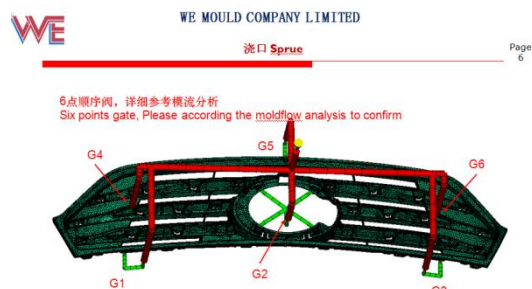 WE
WE MOULD COMPANY LIMITED
浇口 Sprue
Page
6
6点顺序阀，详细参考模流分析
Six points gate, Please according the moldflow analysis to confirm
G5
G4
G6
G1
G2